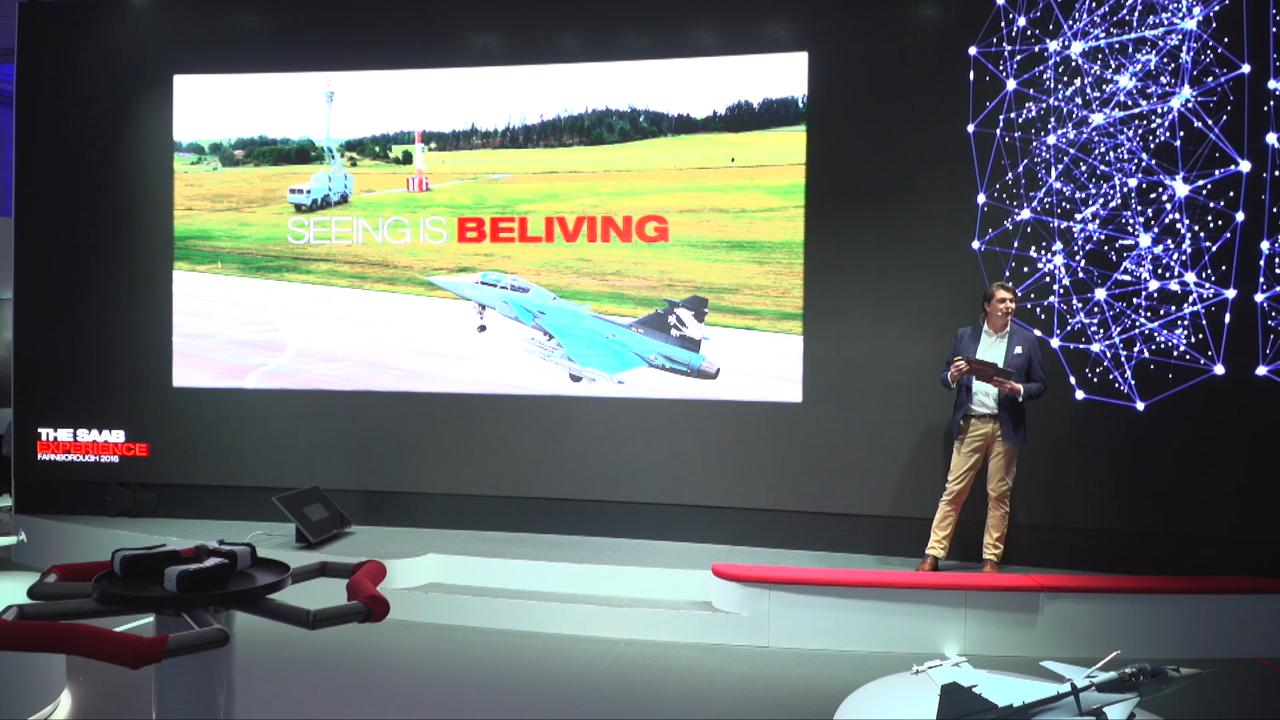 SEEING IS BELIVING
THE SAAB
EXPERIENCE
FARNBOROUGH 2016